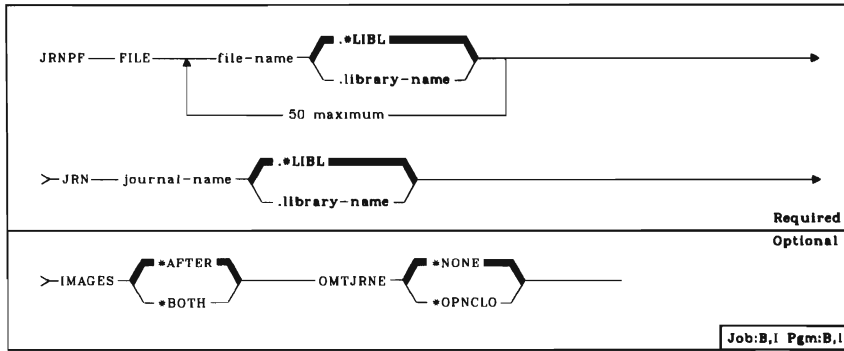 .*LIBL
JRNPF FILE file-name
.library-name
50 maximum
.*LIBL
JRN journal-name
.library-name
Required
Optional
*AFTER *NONE
IMAGES OMTJRNE
*BOTH *OPNCLO
Job:B,I Pgm:B,I